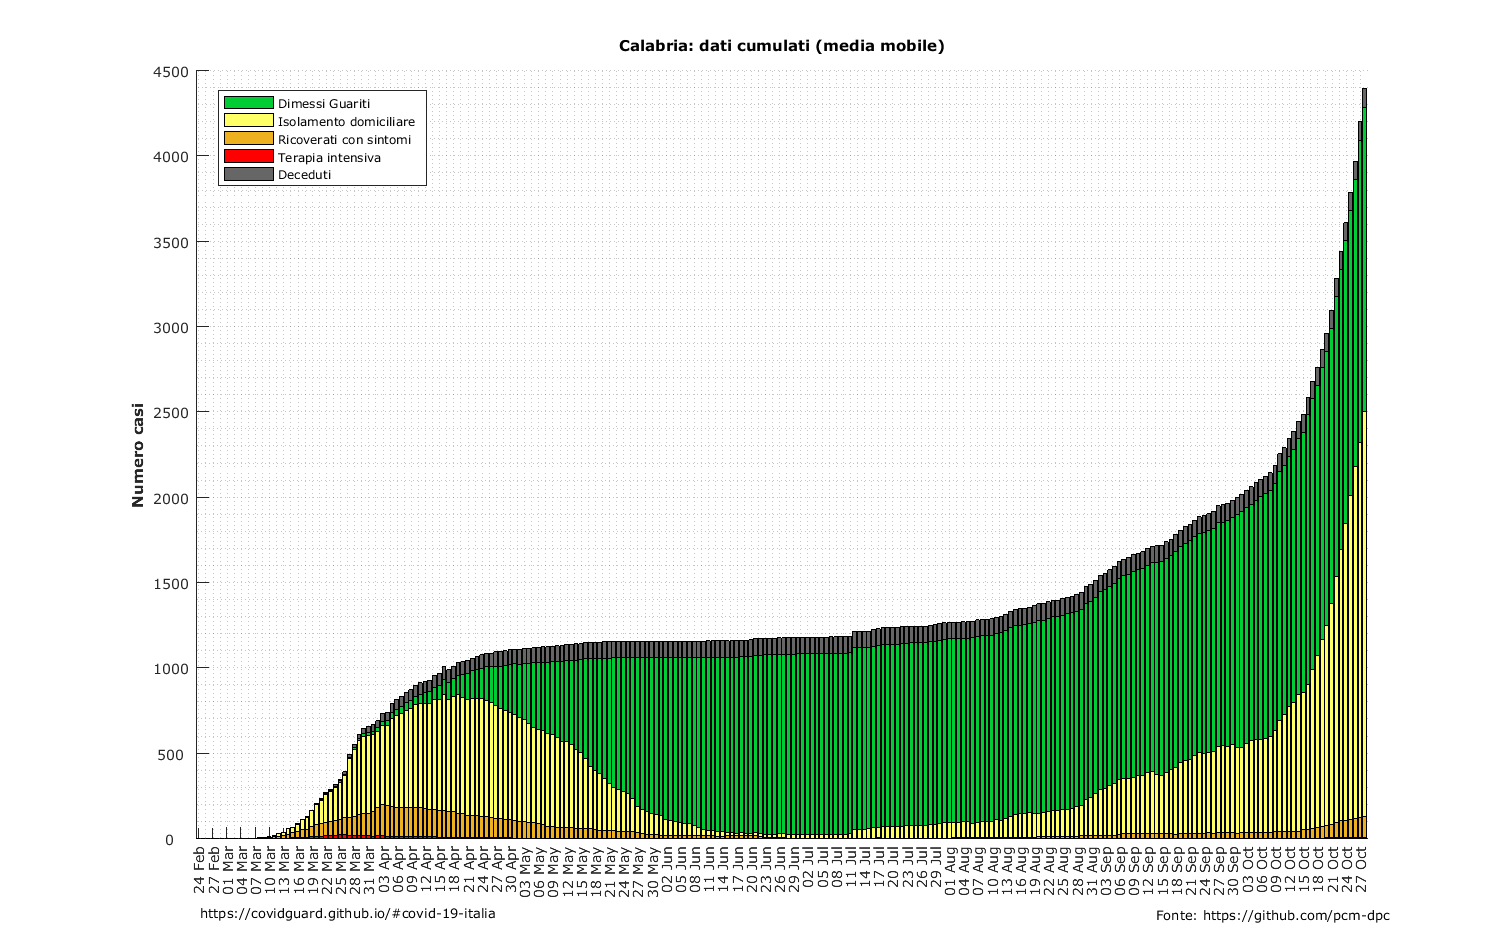 Calabria: dati cumulati (media mobile)
4500
4000
3500
3000
2500
2000
1500
1000
500
0
Numero casi
Dimessi Guariti
Isolamento domiciliare
Ricoverati con sintomi
Terapia intensiva
Deceduti
24 Feb
27 Feb
01 Mar
04 Mar
07 Mar
10 Mar
13 Mar
16 Mar
19 Mar
22 Mar
25 Mar
28 Mar
31 Mar
03 Apr
06 Apr
09 Apr
12 Apr
15 Apr
18 Apr
21 Apr
24 Apr
27 Apr
30 Apr
03 May
06 May
09 May
12 May
15 May
18 May
21 May
24 May
27 May
30 May
02 Jun
05 Jun
08 Jun
11 Jun
14 Jun
17 Jun
20 Jun
23 Jun
26 Jun
29 Jun
02 Jul
05 Jul
08 Jul
11 Jul
14 Jul
17 Jul
20 Jul
23 Jul
26 Jul
29 Jul
01 Aug
04 Aug
07 Aug
10 Aug
13 Aug
16 Aug
19 Aug
22 Aug
25 Aug
28 Aug
31 Aug
03 Sep
06 Sep
09 Sep
12 Sep
15 Sep
18 Sep
21 Sep
24 Sep
27 Sep
30 Sep
03 Oct
06 Oct
09 Oct
12 Oct
15 Oct
18 Oct
21 Oct
24 Oct
27 Oct
https://covidguard.github.io/#covid-19-italia
Fonte: https://github.com/pcm-dpc